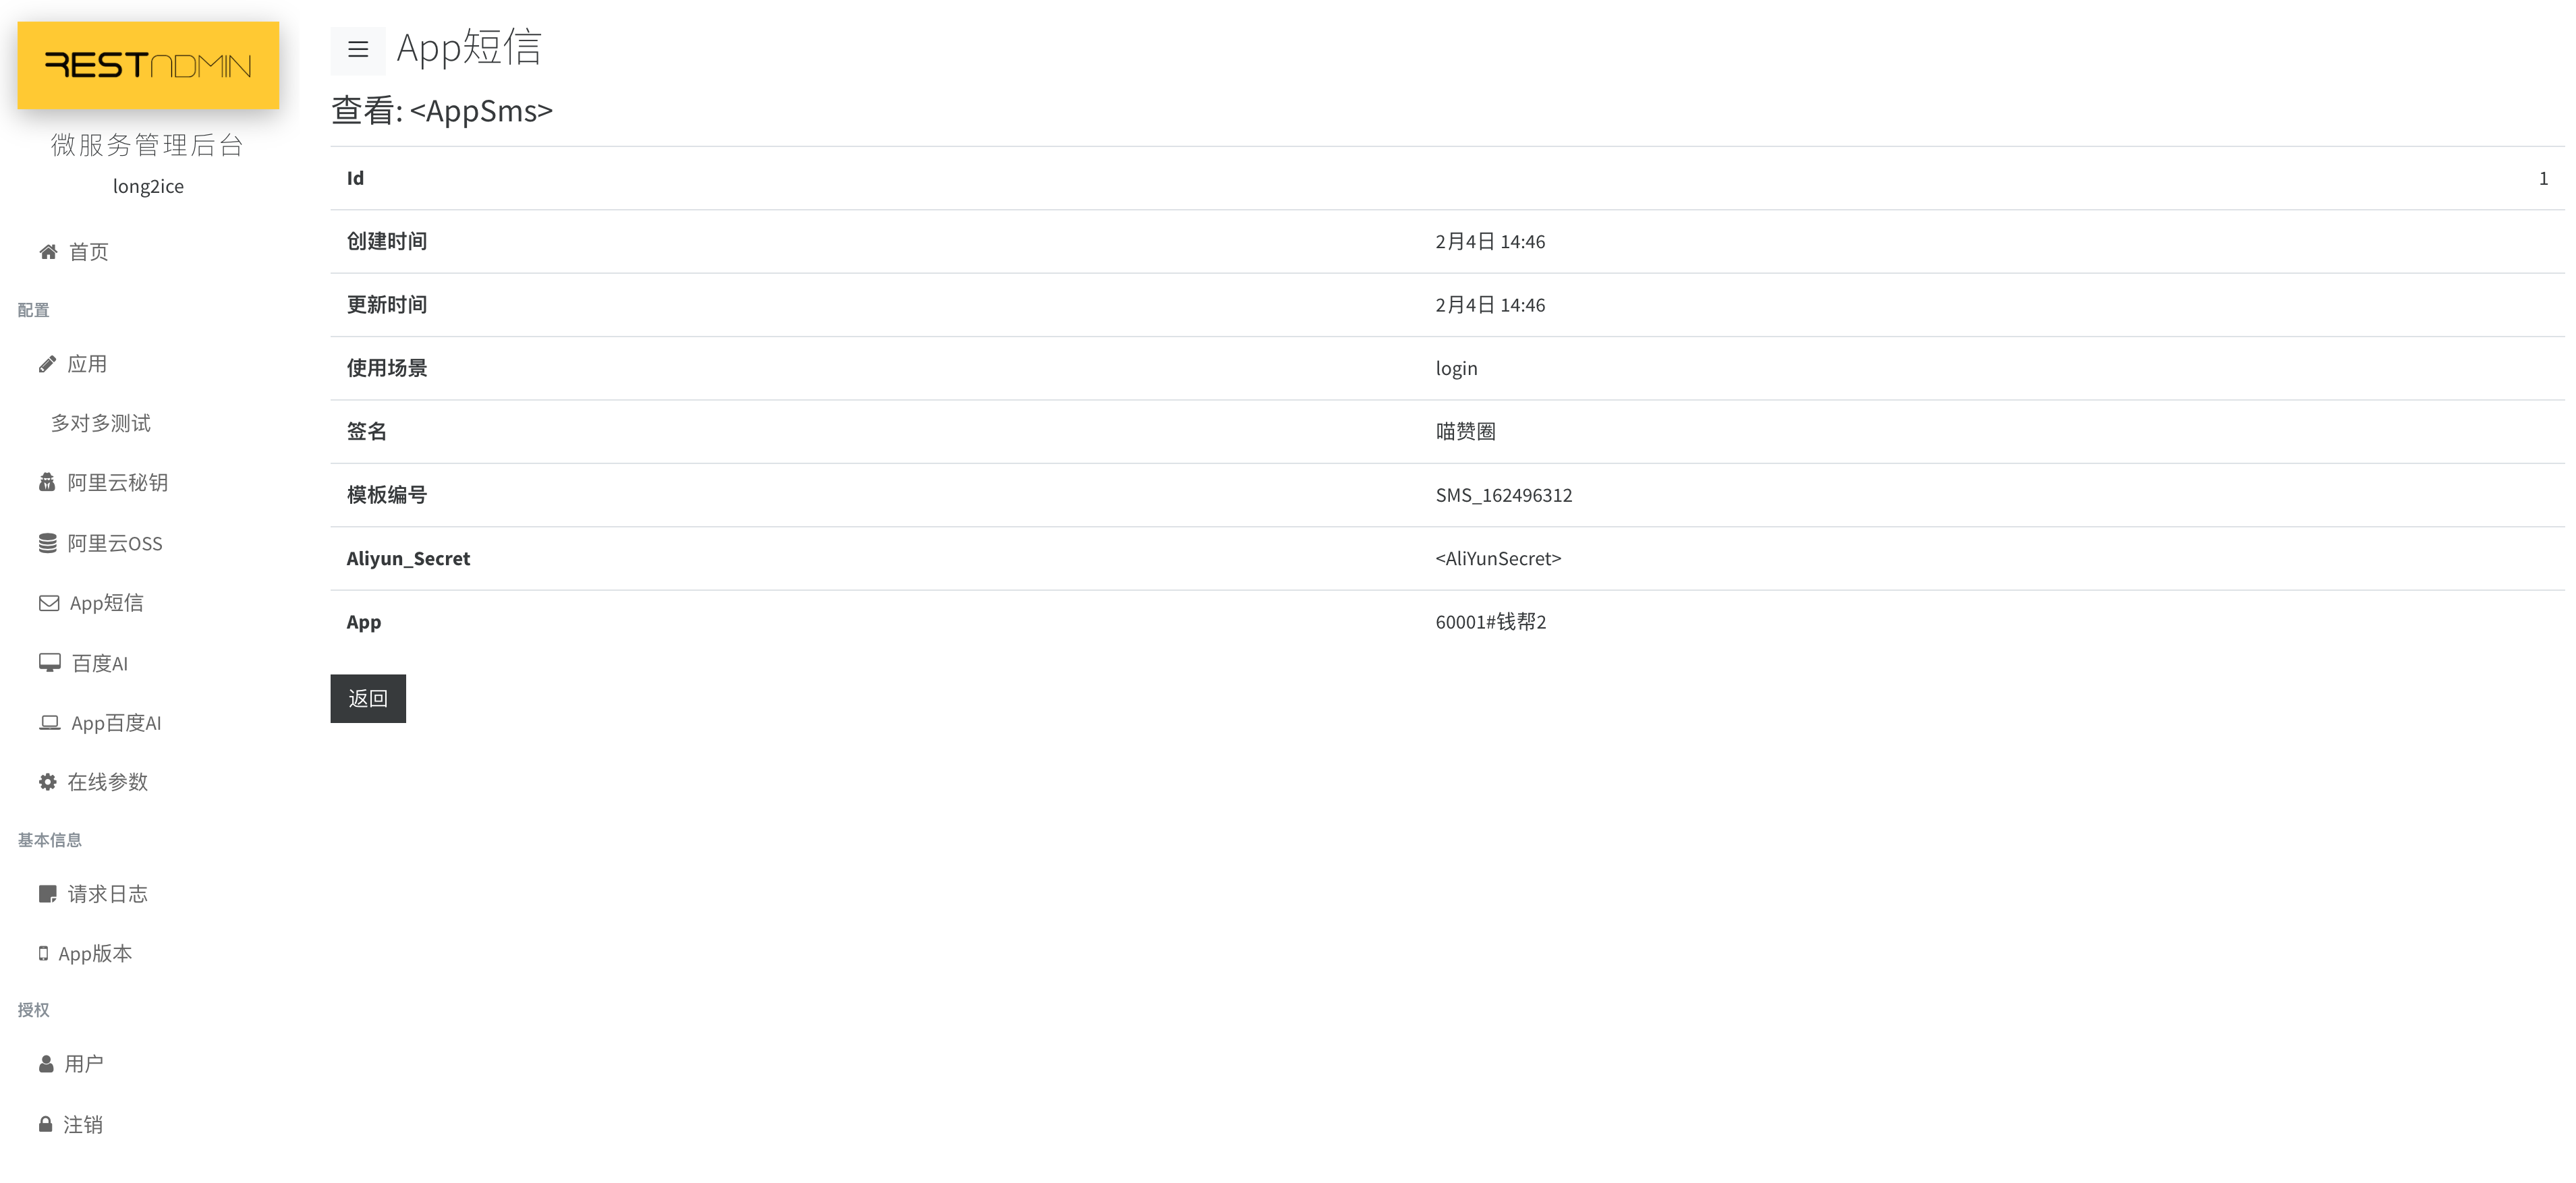 RESTADMIN
微服务管理后台
long2ice
首页
配置
应用
多对多测试
阿里云秘钥
阿里云OSS
App短信
百度AI
App百度AI
在线参数
基本信息
请求日志
App版本
授权
用户
注销
App短信
查看: <AppSms>
Id 1
创建时间 2月4日 14:46
更新时间 2月4日 14:46
使用场景 login
签名 喵赞圈
模板编号 SMS_162496312
Aliyun_Secret <AliYunSecret>
App 60001#钱帮2
返回